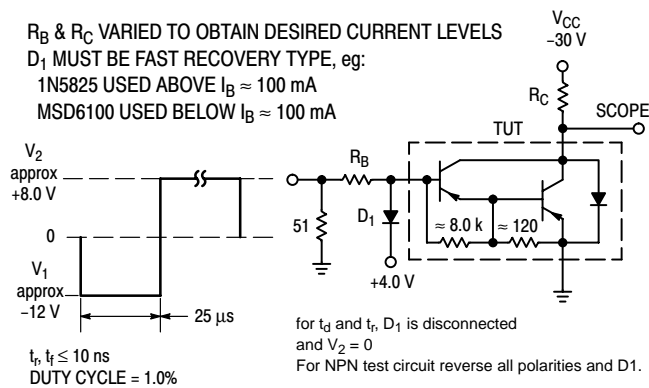 R_B & R_C VARIED TO OBTAIN DESIRED CURRENT LEVELS
D_1 MUST BE FAST RECOVERY TYPE, eg:
1N5825 USED ABOVE I_B ≈ 100 mA
MSD6100 USED BELOW I_B ≈ 100 mA
V_CC
−30 V
R_C
SCOPE
TUT
V_2
approx
+8.0 V
0
V_1
approx
−12 V
25 μs
t_r, t_f ≤ 10 ns
DUTY CYCLE = 1.0%
R_B
51
D_1
+4.0 V
≈ 8.0 k
≈ 120
for t_d and t_r, D_1 is disconnected
and V_2 = 0
For NPN test circuit reverse all polarities and D1.